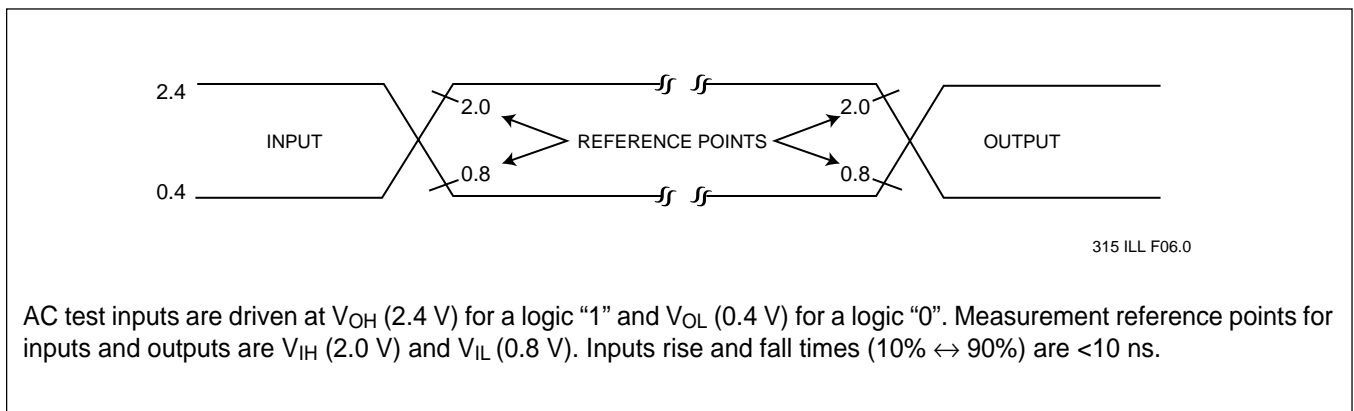 2.4
2.0
2.0
INPUT
REFERENCE POINTS
OUTPUT
0.8
0.8
0.4
315 ILL F06.0
AC test inputs are driven at VOH (2.4 V) for a logic “1” and VOL (0.4 V) for a logic “0”. Measurement reference points for
inputs and outputs are VIH (2.0 V) and VIL (0.8 V). Inputs rise and fall times (10% ↔ 90%) are <10 ns.